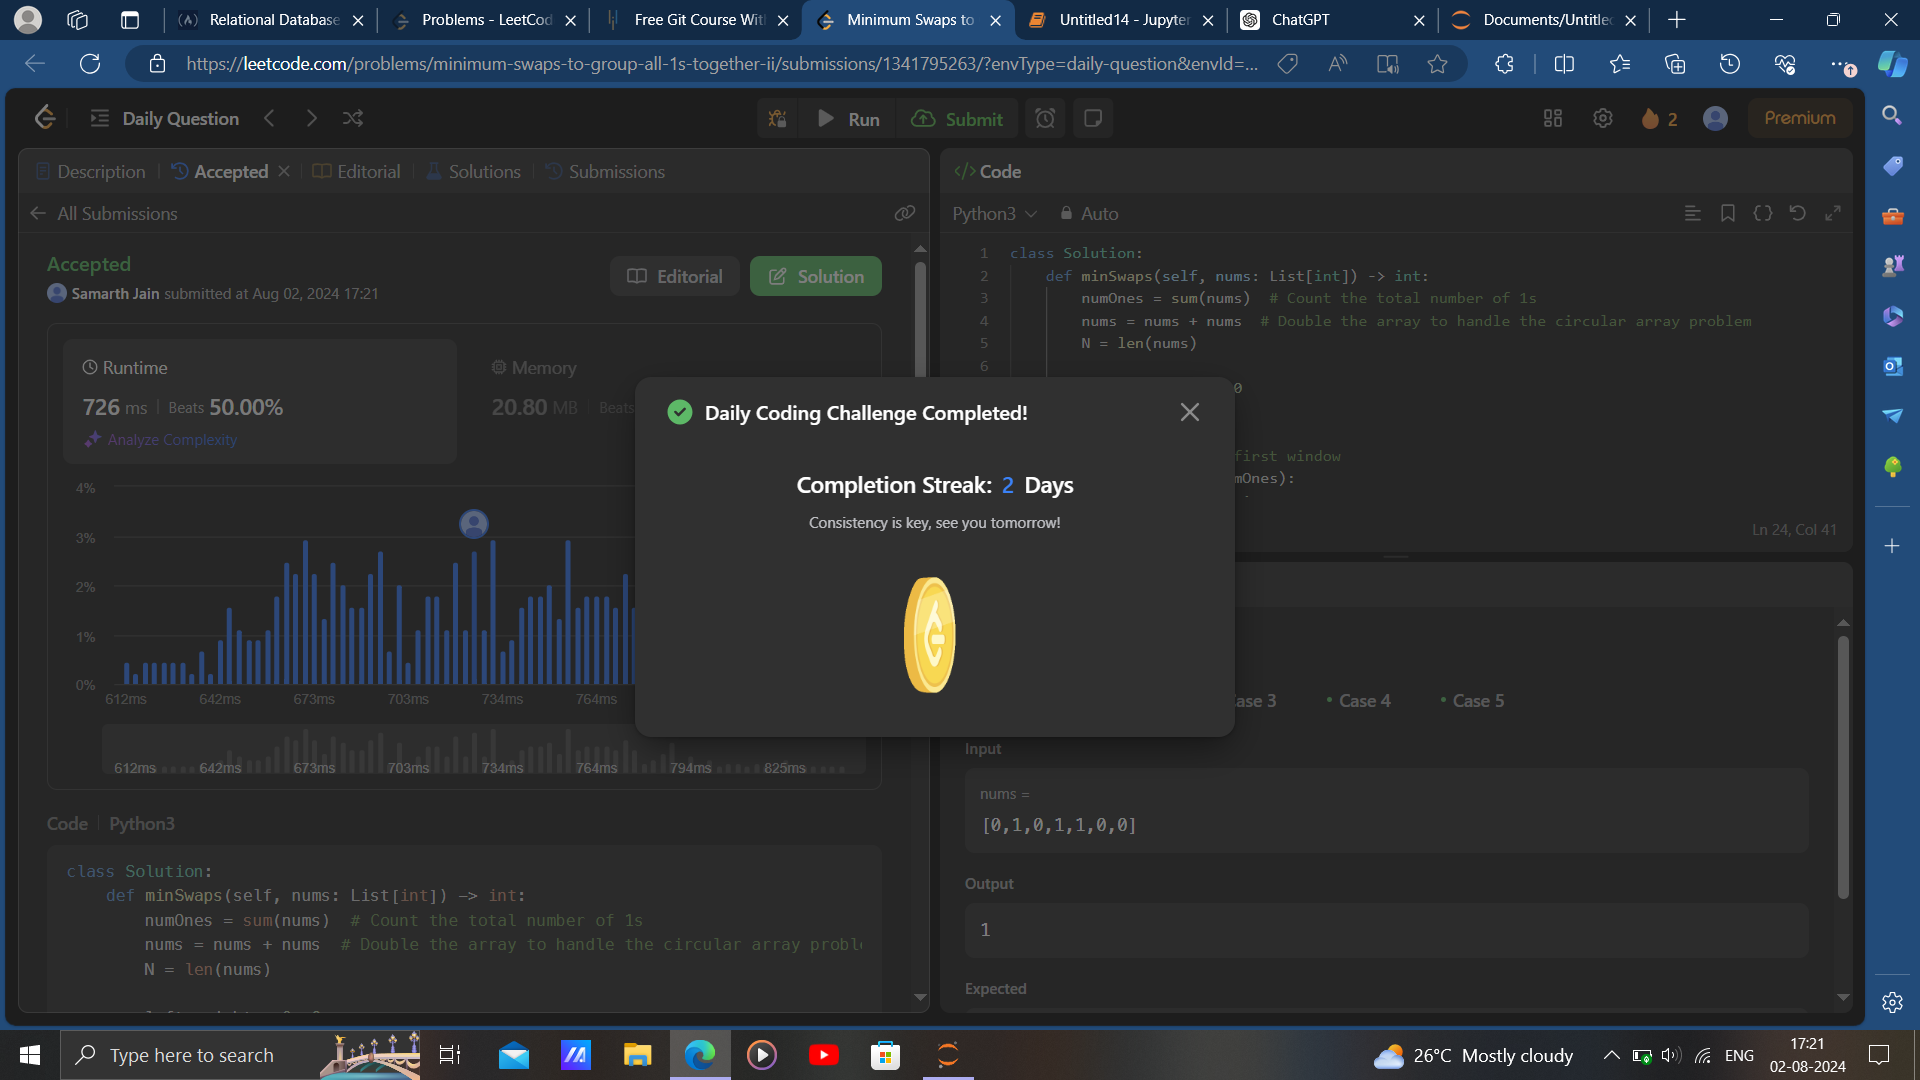 Relational Database
Problems - LeetCod
Free Git Course Wit
Minimum Swaps to
Untitled14 - Jupyter
ChatGPT
Documents/Untitle
https://leetcode.com/problems/minimum-swaps-to-group-all-1s-together-ii/submissions/1341795263/?envType=daily-question&envId=...
Daily Question
Run
Submit
2
Premium
Description
Accepted
Editorial
Solutions
Submissions
All Submissions
Accepted
Samarth Jain submitted at Aug 02, 2024 17:21
Editorial
Solution
Runtime
726 ms | Beats 50.00%
Analyze Complexity
Memory
20.80 MB | Beats
4%
3%
2%
1%
0%
612ms 642ms 673ms 703ms 734ms 764ms
612ms 642ms 673ms 703ms 734ms 764ms 794ms 825ms
Code | Python3
class Solution:
def minSwaps(self, nums: List[int]) -> int:
numOnes = sum(nums) # Count the total number of 1s
nums = nums + nums # Double the array to handle the circular array proble
N = len(nums)
</> Code
Python3
Auto
1 class Solution:
2 def minSwaps(self, nums: List[int]) -> int:
3 numOnes = sum(nums) # Count the total number of 1s
4 nums = nums + nums # Double the array to handle the circular array problem
5 N = len(nums)
6
0
first window
mOnes):
Ln 24, Col 41
Daily Coding Challenge Completed!
Completion Streak: 2 Days
Consistency is key, see you tomorrow!
Case 3
Case 4
Case 5
Input
nums =
[0,1,0,1,1,0,0]
Output
1
Expected
Type here to search
26°C Mostly cloudy
ENG
17:21
02-08-2024